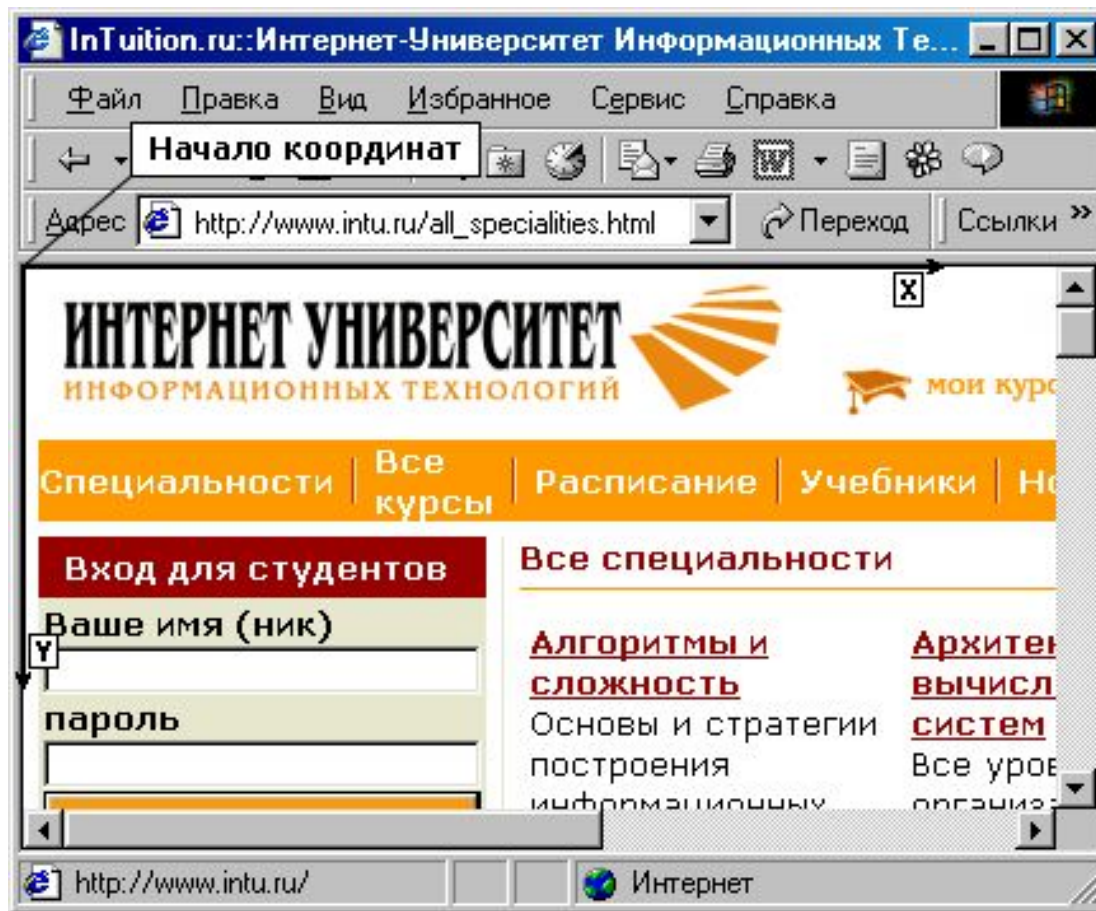 InTuition.ru::Интернет-Университет Информационных Те...
Файл Правка Вид Избранное Сервис Справка
Начало координат
Адрес http://www.intu.ru/all_specialities.html Переход Ссылки »
X
ИНТЕРНЕТ УНИВЕРСИТЕТ
ИНФОРМАЦИОННЫХ ТЕХНОЛОГИЙ
мои курс
Специальности Все курсы Расписание Учебники Но
Вход для студентов
Ваше имя (ник)
Y
пароль
Все специальности
Алгоритмы и
сложность
Основы и стратегии
построения
информационных
Архитек
вычисл
систем
Все уров
организ
http://www.intu.ru/ Интернет